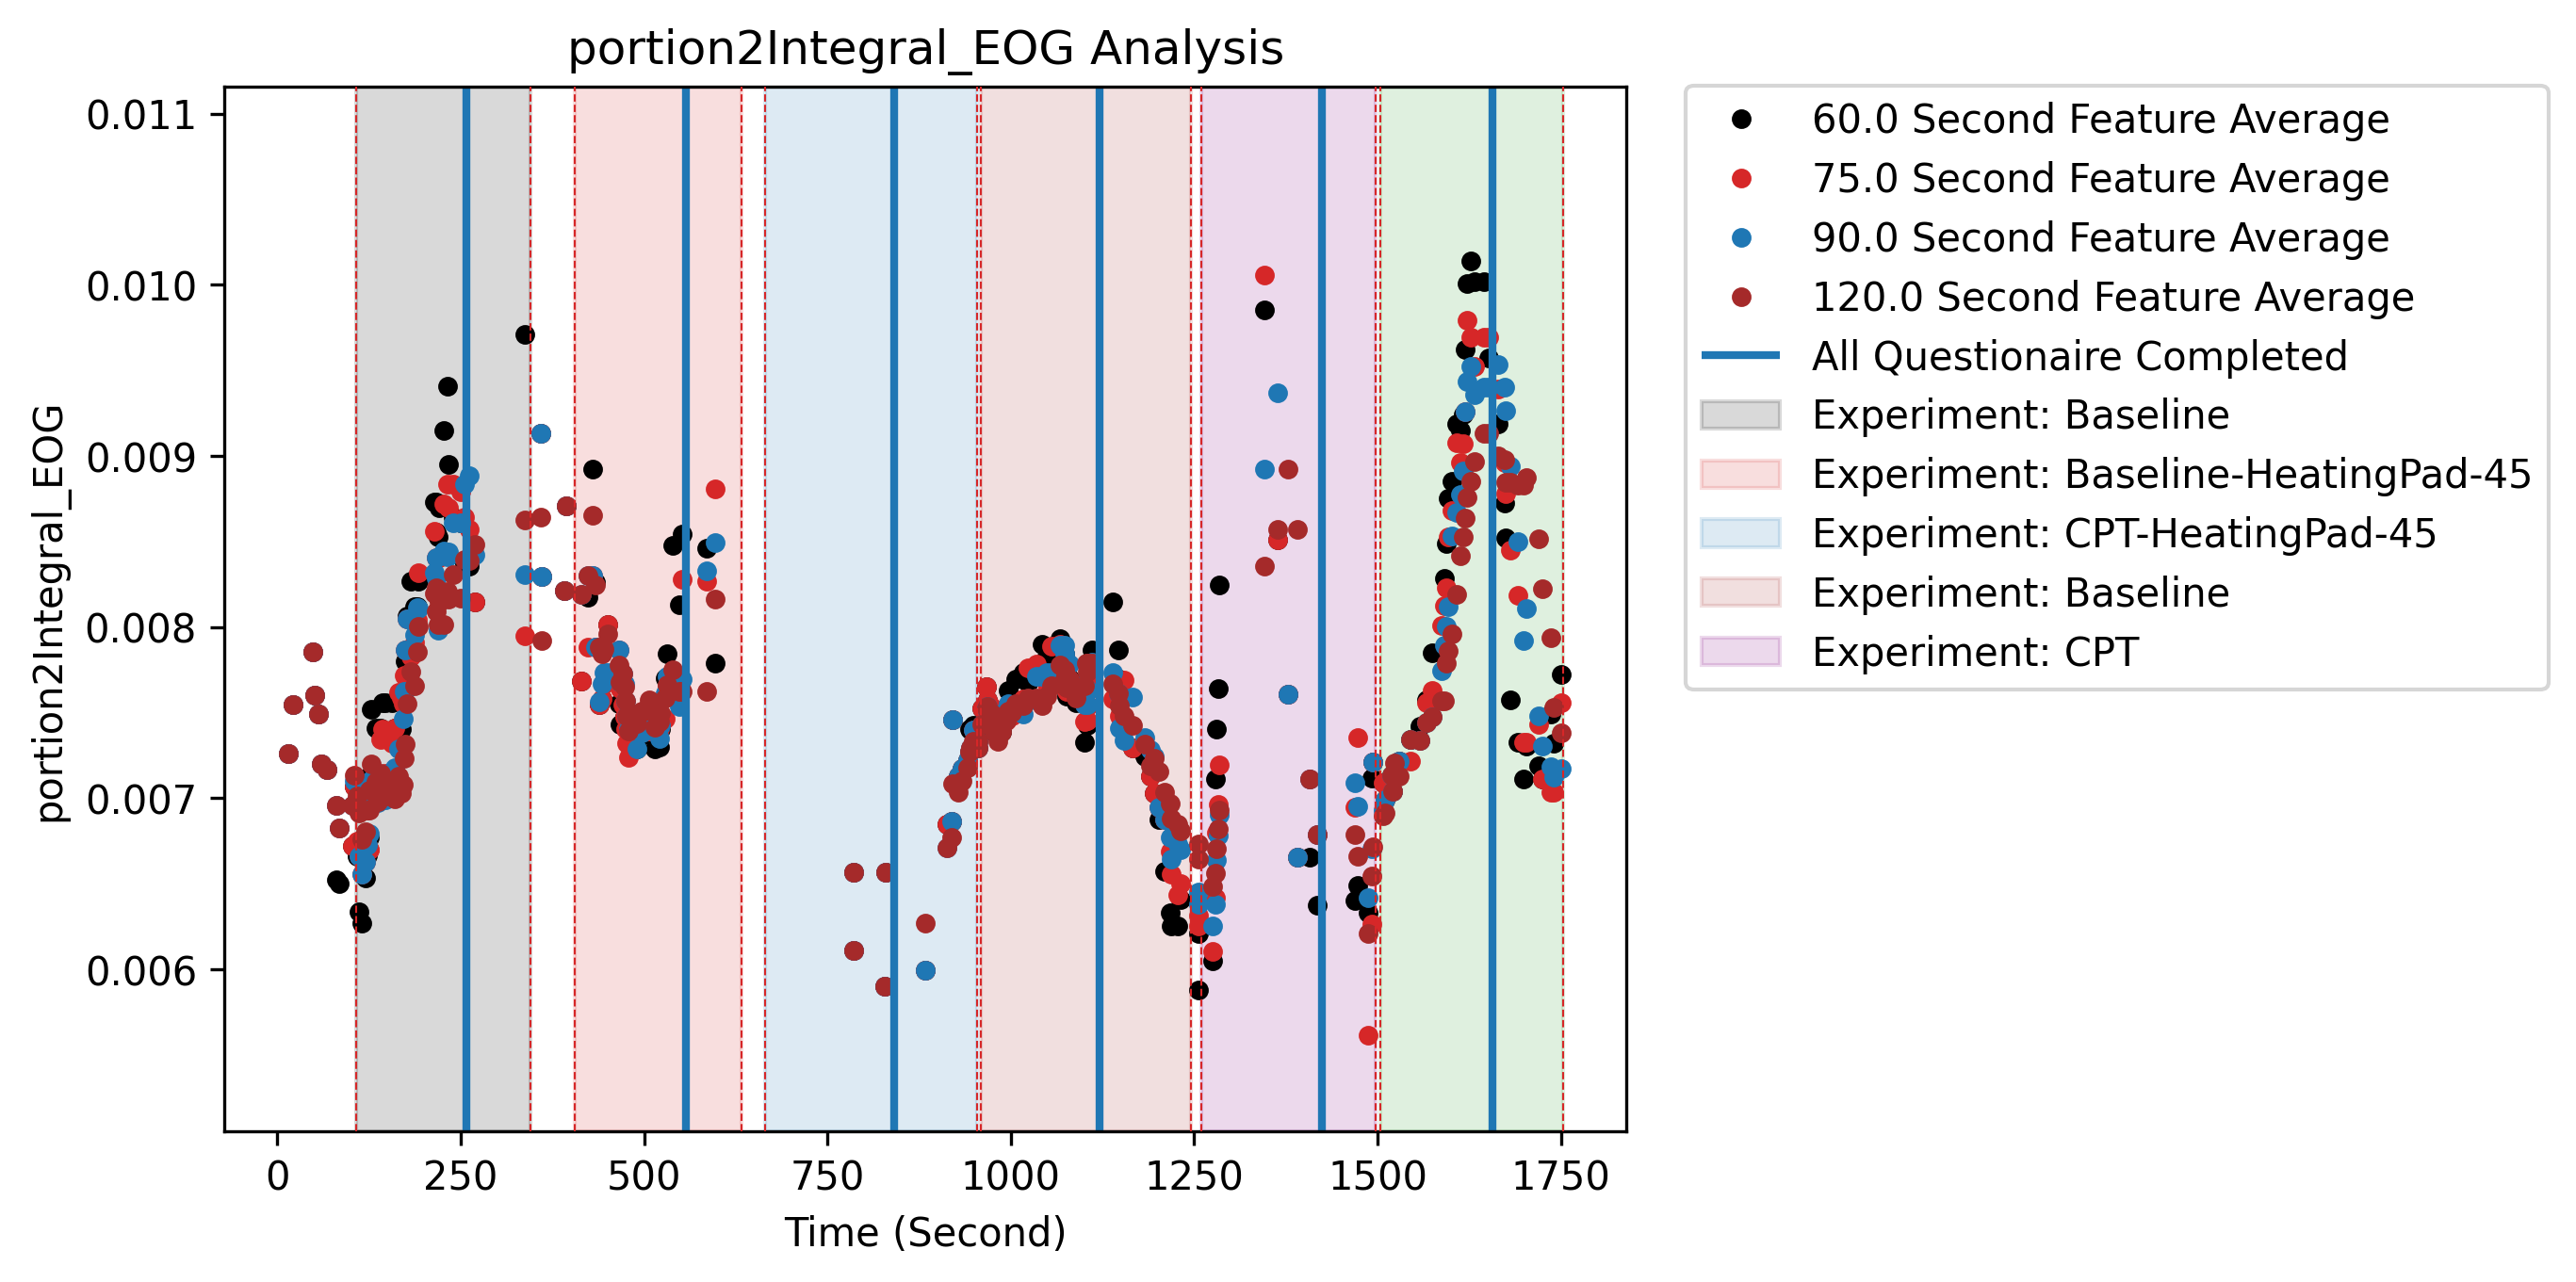 portion2Integral_EOG Analysis
0.011
0.010
0.009
0.008
0.007
0.006
portion2Integral_EOG
0 250 500 750 1000 1250 1500 1750
Time (Second)
60.0 Second Feature Average
75.0 Second Feature Average
90.0 Second Feature Average
120.0 Second Feature Average
All Questionaire Completed
Experiment: Baseline
Experiment: Baseline-HeatingPad-45
Experiment: CPT-HeatingPad-45
Experiment: Baseline
Experiment: CPT